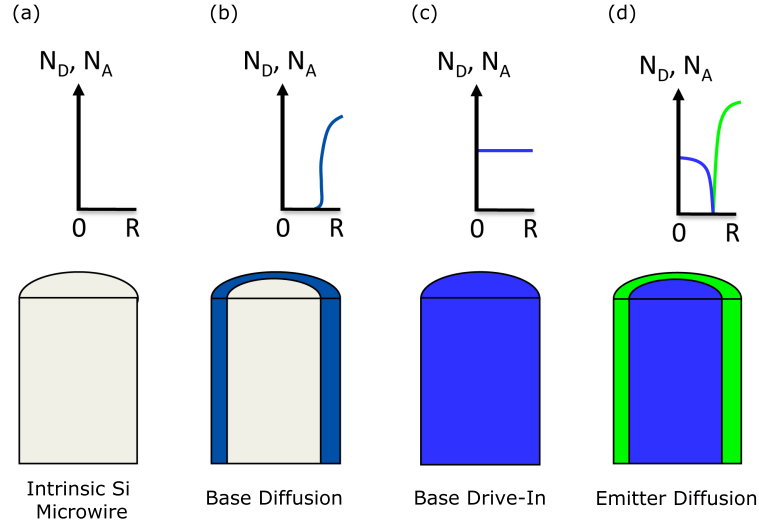 (a)
(b)
(c)
(d)
N_D, N_A
N_D, N_A
N_D, N_A
N_D, N_A
0 R
0 R
0 R
0 R
Intrinsic Si
Microwire
Base Diffusion
Base Drive-In
Emitter Diffusion